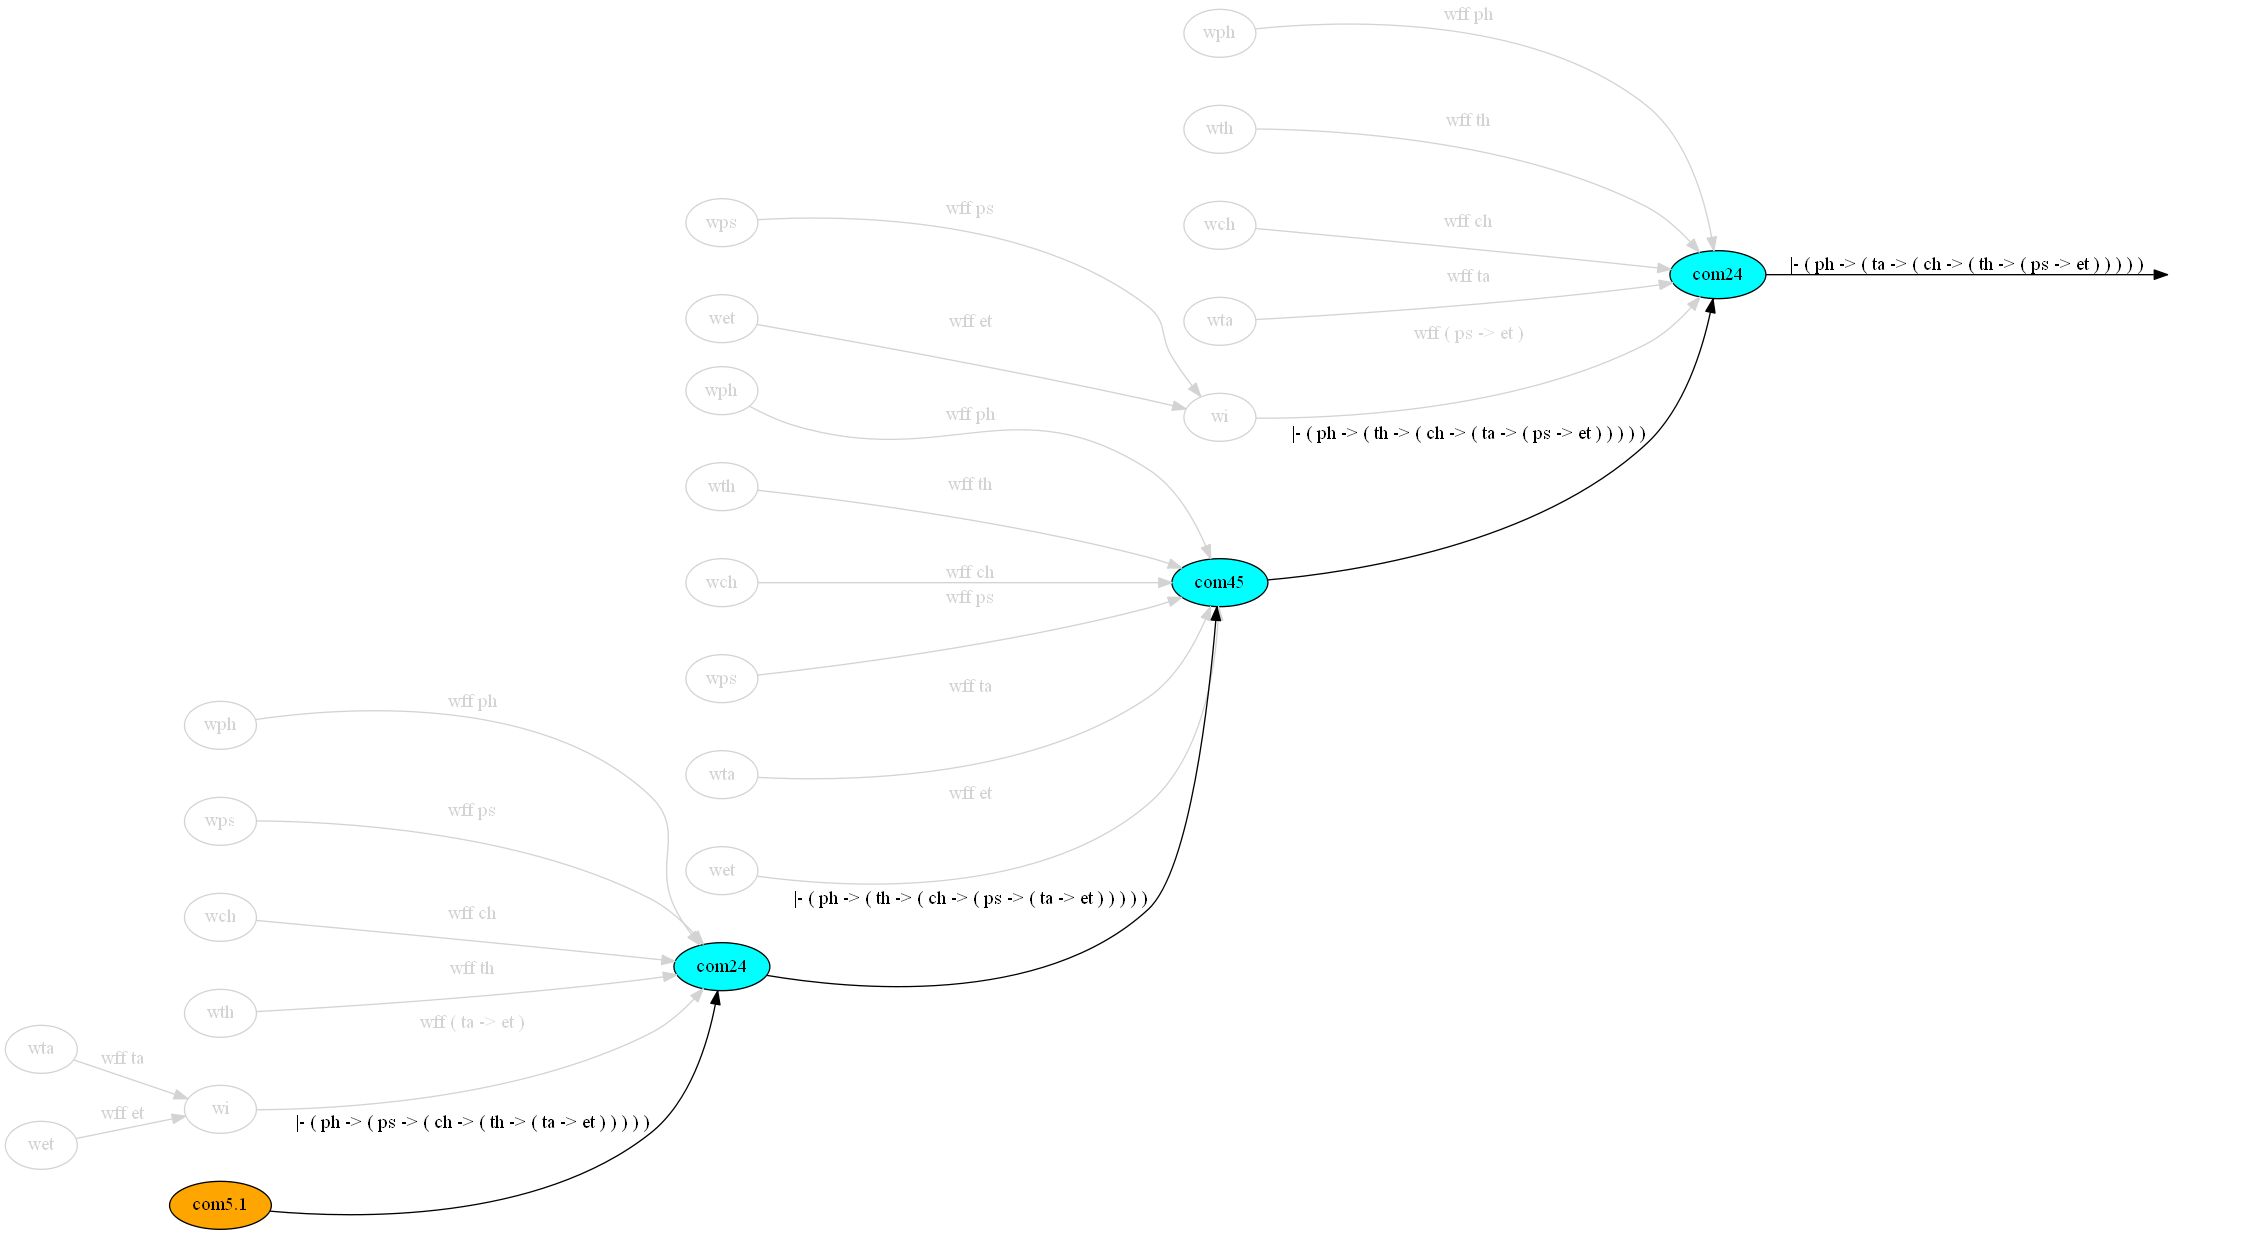 wph
wff ph
wth
wff th
wps
wff ps
wch
wff ch
com24
|- ( ph -> ( ta -> ( ch -> ( th -> ( ps -> et ) ) ) ) )
wta
wff ta
wet
wff et
wff ( ps -> et )
wph
wff ph
wi
|- ( ph -> ( th -> ( ch -> ( ta -> ( ps -> et ) ) ) ) )
wth
wff th
wch
wff ch
com45
wff ps
wps
wff ta
wph
wff ph
wta
wff et
wps
wff ps
wet
|- ( ph -> ( th -> ( ch -> ( ps -> ( ta -> et ) ) ) ) )
wch
wff ch
com24
wff th
wth
wff ( ta -> et )
wta
wff ta
wi
wff et
wet
|- ( ph -> ( ps -> ( ch -> ( th -> ( ta -> et ) ) ) ) )
com5.1